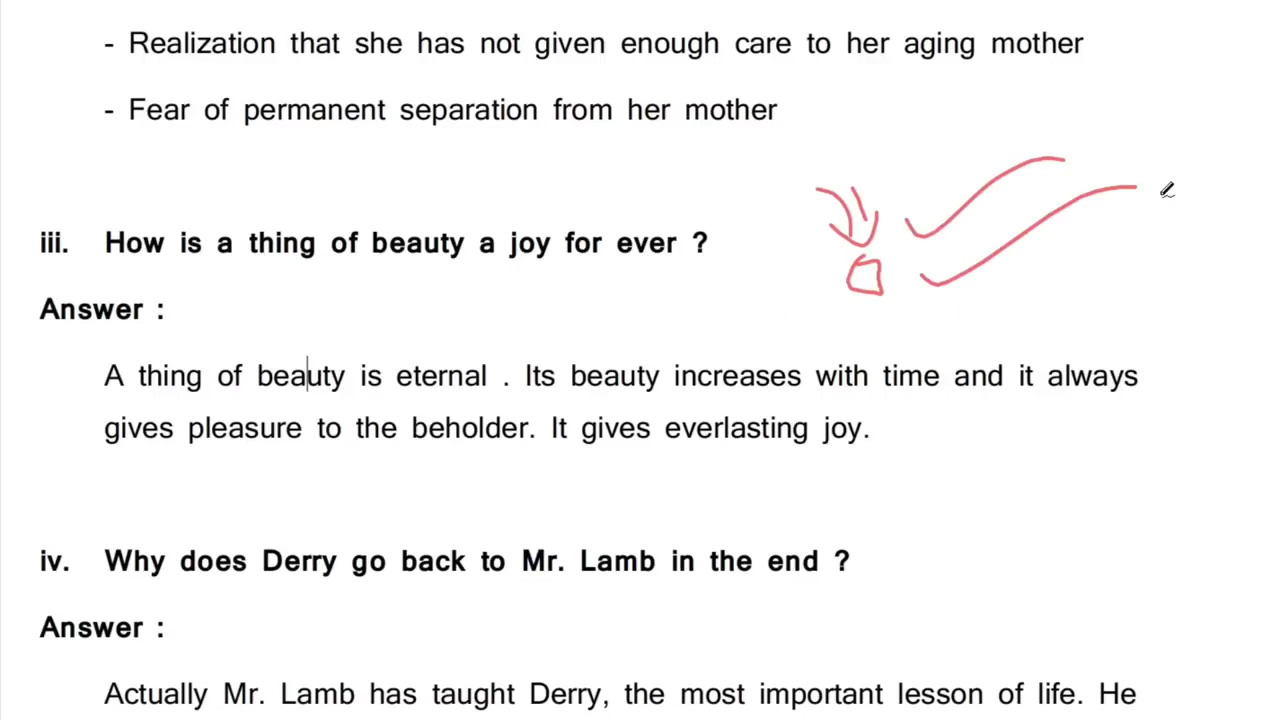 - Realization that she has not given enough care to her aging mother
- Fear of permanent separation from her mother
iii. How is a thing of beauty a joy for ever ?
Answer :
A thing of beauty is eternal . Its beauty increases with time and it always
gives pleasure to the beholder. It gives everlasting joy.
iv. Why does Derry go back to Mr. Lamb in the end ?
Answer :
Actually Mr. Lamb has taught Derry, the most important lesson of life. He